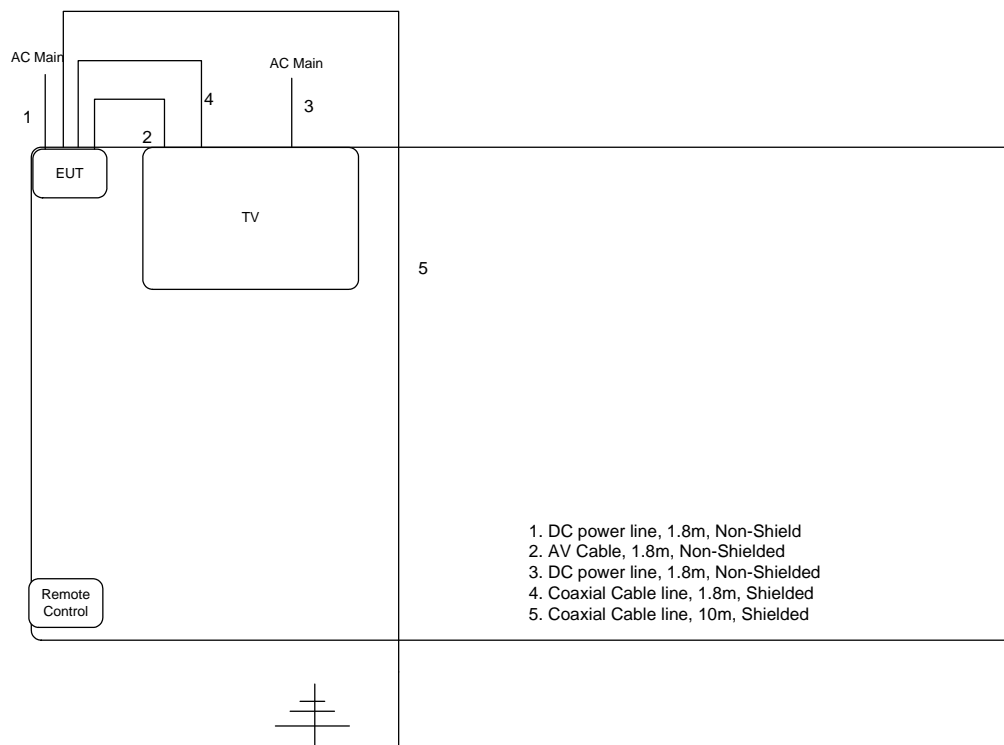 AC Main
AC Main
1
4
3
2
EUT
TV
5
1. DC power line, 1.8m, Non-Shield
2. AV Cable, 1.8m, Non-Shielded
3. DC power line, 1.8m, Non-Shielded
4. Coaxial Cable line, 1.8m, Shielded
5. Coaxial Cable line, 10m, Shielded
Remote
Control